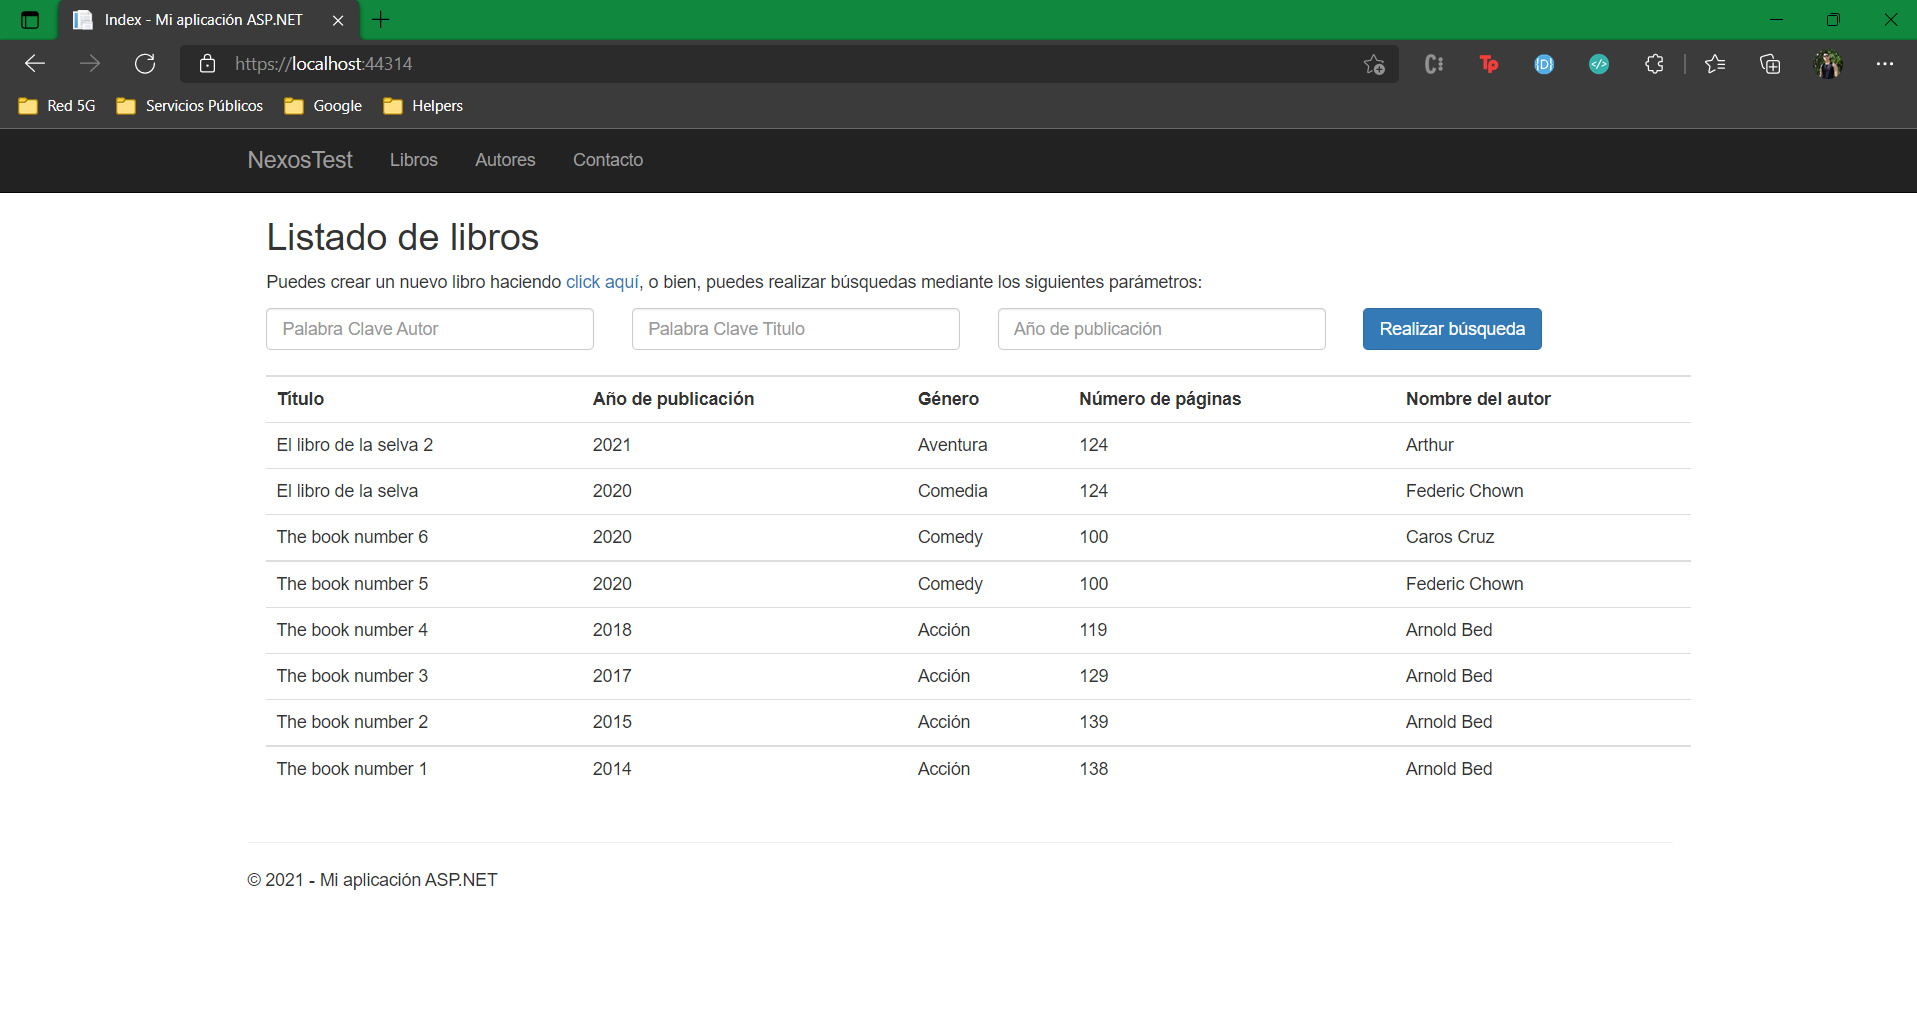 Index - Mi aplicación ASP.NET
https://localhost:44314
Tp
{D}
</>
Red 5G Servicios Públicos Google Helpers
NexosTest Libros Autores Contacto
Listado de libros
Puedes crear un nuevo libro haciendo click aquí, o bien, puedes realizar búsquedas mediante los siguientes parámetros:
Palabra Clave Autor Palabra Clave Titulo Año de publicación Realizar búsqueda
Título Año de publicación Género Número de páginas Nombre del autor
El libro de la selva 2 2021 Aventura 124 Arthur
El libro de la selva 2020 Comedia 124 Federic Chown
The book number 6 2020 Comedy 100 Caros Cruz
The book number 5 2020 Comedy 100 Federic Chown
The book number 4 2018 Acción 119 Arnold Bed
The book number 3 2017 Acción 129 Arnold Bed
The book number 2 2015 Acción 139 Arnold Bed
The book number 1 2014 Acción 138 Arnold Bed
© 2021 - Mi aplicación ASP.NET